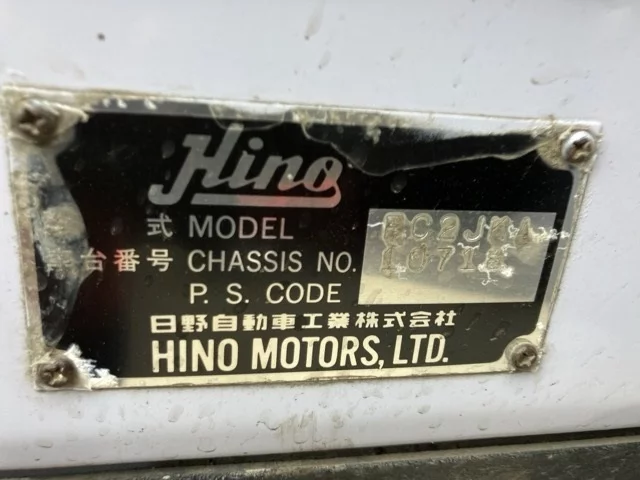 Hino
式 MODEL
台番号 CHASSIS NO.
P. S. CODE
日野自動車工業株式会社
HINO MOTORS, LTD.